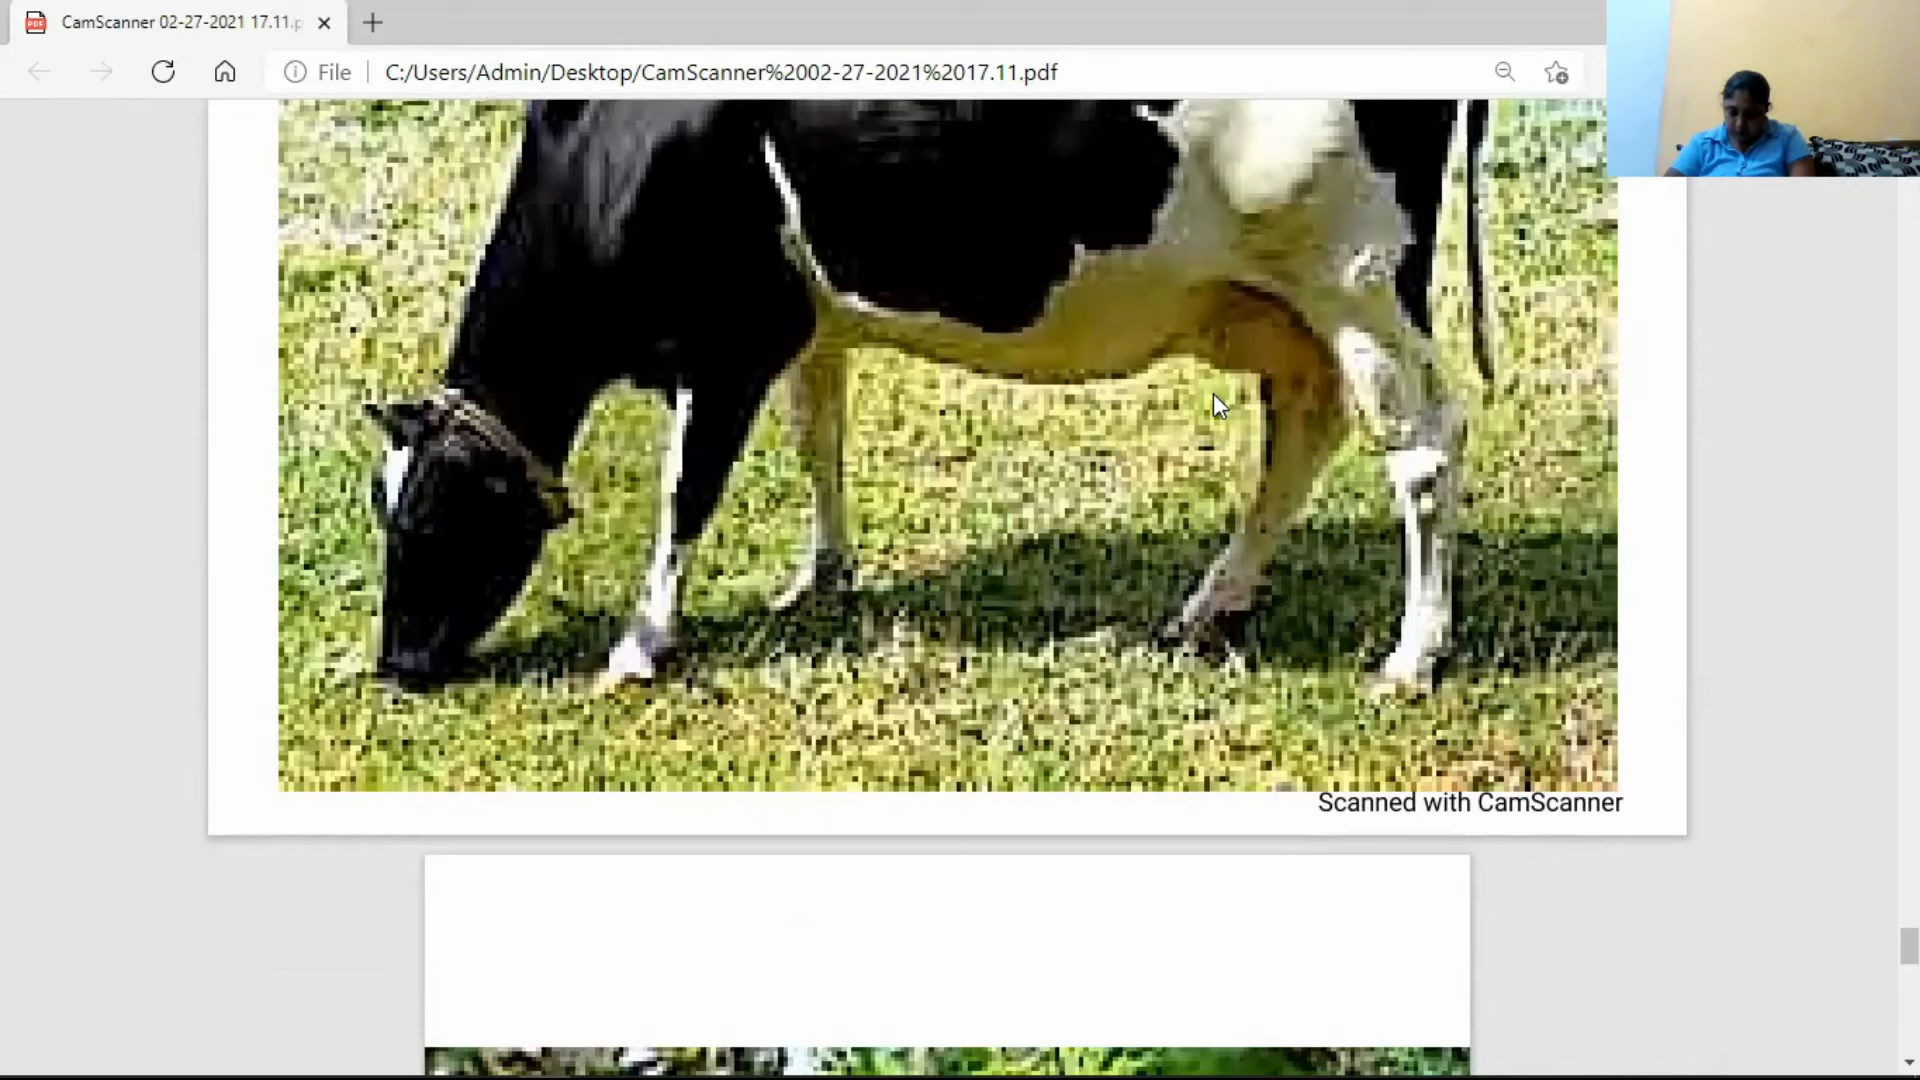 CamScanner 02-27-2021 17.11.p
File
C:/Users/Admin/Desktop/CamScanner%2002-27-2021%2017.11.pdf
Scanned with CamScanner